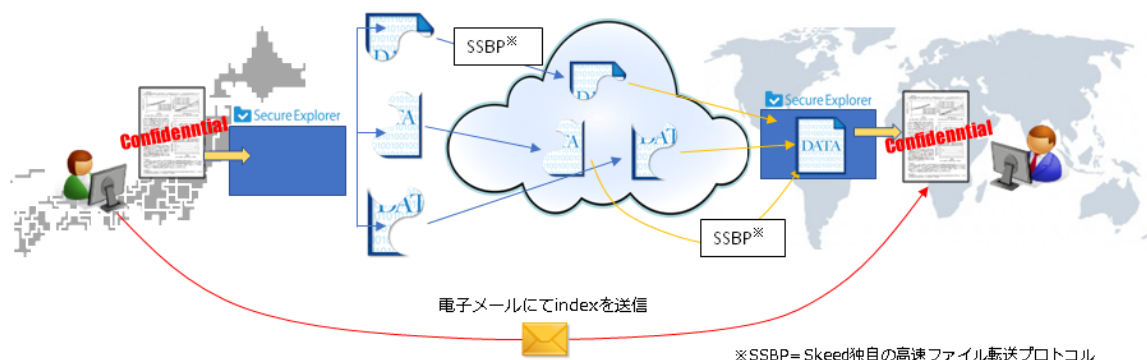 SSBP※
Confidenntial
SecureExplorer
SecureExplorer
DATA
Confidenntial
SSBP※
電子メールにてindexを送信
※SSBP=Skeed独自の高速ファイル転送プロトコル